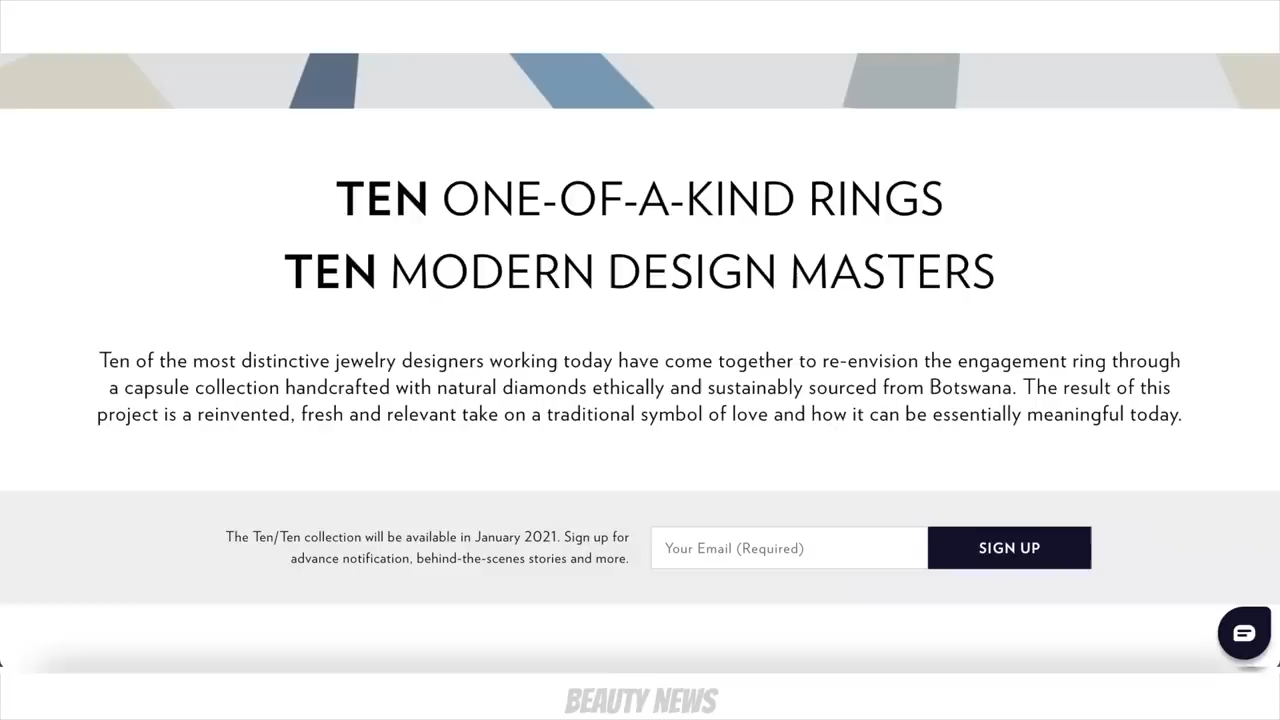 TEN ONE-OF-A-KIND RINGS
TEN MODERN DESIGN MASTERS
Ten of the most distinctive jewelry designers working today have come together to re-envision the engagement ring through
a capsule collection handcrafted with natural diamonds ethically and sustainably sourced from Botswana. The result of this
project is a reinvented, fresh and relevant take on a traditional symbol of love and how it can be essentially meaningful today.
The Ten/Ten collection will be available in January 2021. Sign up for
advance notification, behind-the-scenes stories and more.
Your Email (Required)
SIGN UP
BEAUTY NEWS